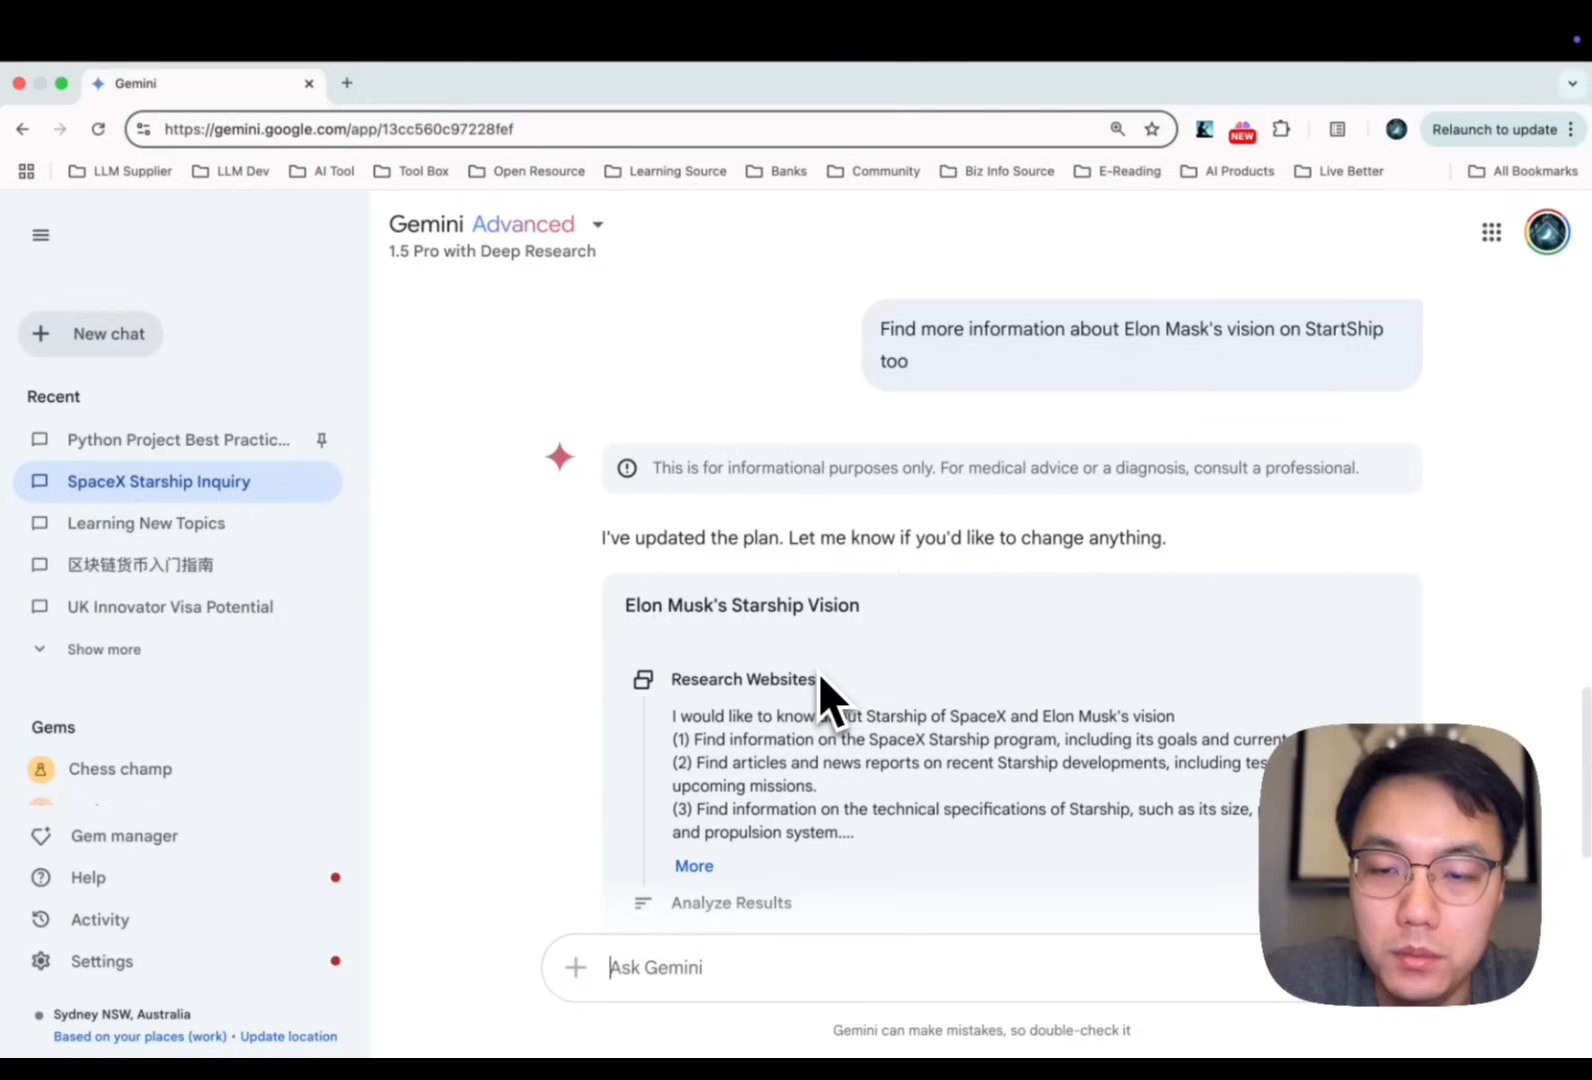 Gemini
https://gemini.google.com/app/13cc560c97228fef
NEW
Relaunch to update
LLM Supplier
LLM Dev
AI Tool
Tool Box
Open Resource
Learning Source
Banks
Community
Biz Info Source
E-Reading
AI Products
Live Better
All Bookmarks
Gemini Advanced
1.5 Pro with Deep Research
New chat
Recent
Python Project Best Practic...
SpaceX Starship Inquiry
Learning New Topics
区块链货币入门指南
UK Innovator Visa Potential
Show more
Gems
Chess champ
Gem manager
Help
Activity
Settings
Sydney NSW, Australia
Based on your places (work) • Update location
Find more information about Elon Mask's vision on StartShip
too
This is for informational purposes only. For medical advice or a diagnosis, consult a professional.
I've updated the plan. Let me know if you'd like to change anything.
Elon Musk's Starship Vision
Research Websites
I would like to know Starship of SpaceX and Elon Musk's vision
(1) Find information on the SpaceX Starship program, including its goals and current
(2) Find articles and news reports on recent Starship developments, including
upcoming missions.
(3) Find information on the technical specifications of Starship, such as its size,
and propulsion system....
More
Analyze Results
Ask Gemini
Gemini can make mistakes, so double-check it